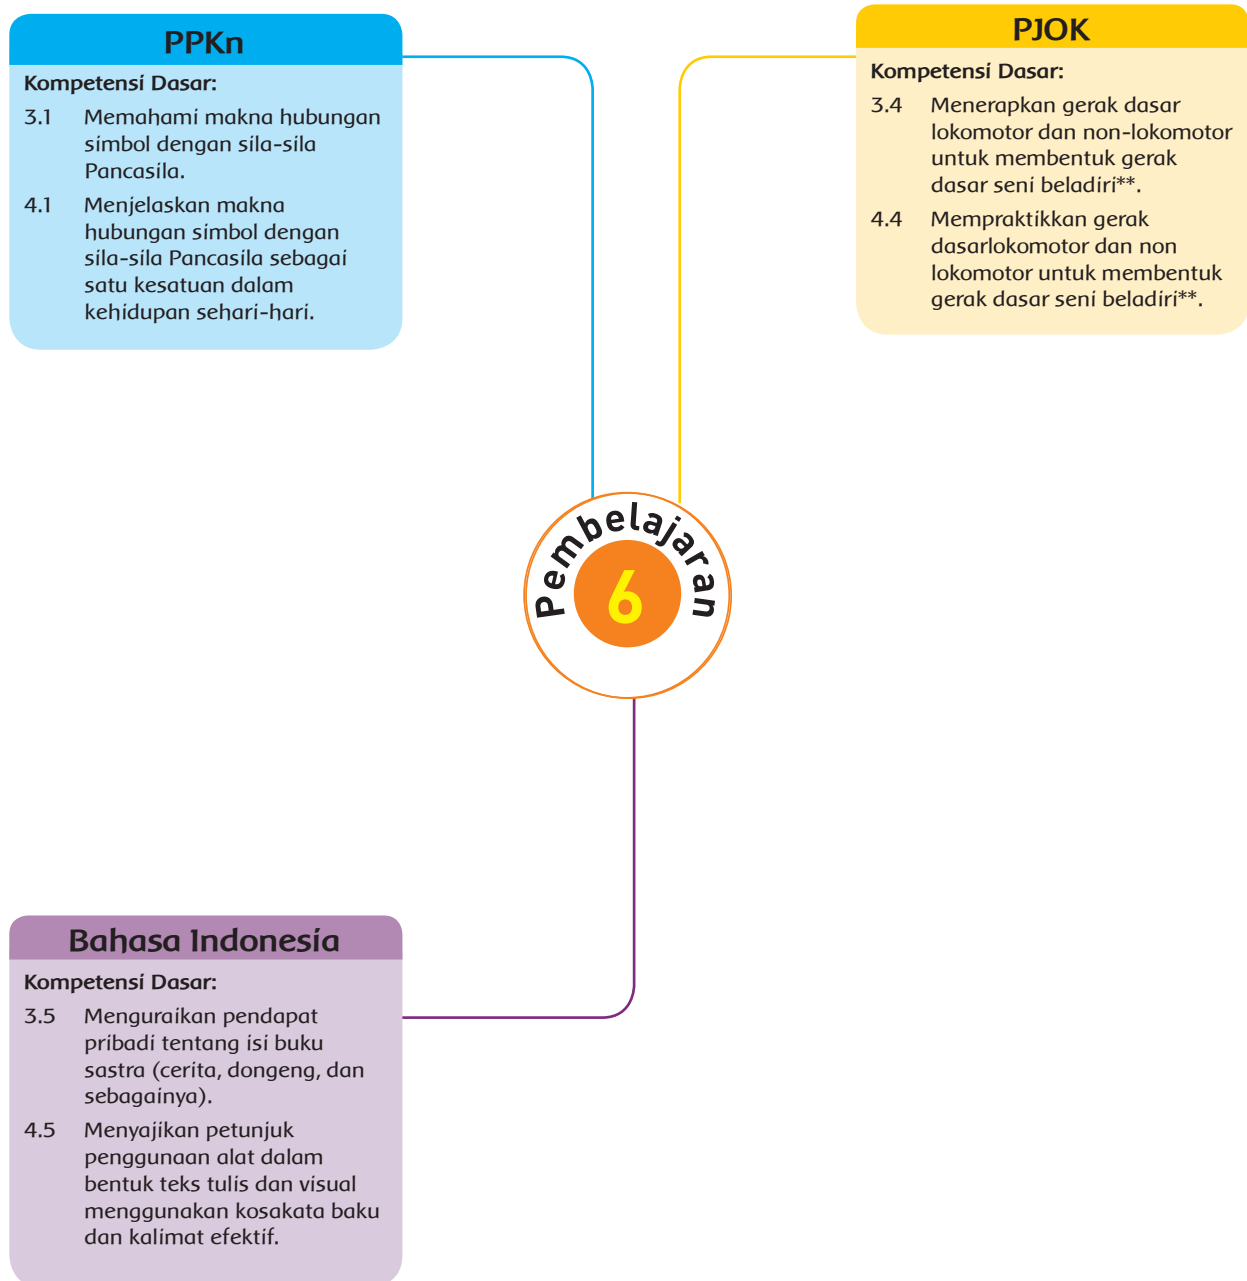 PPKn
Kompetensi Dasar:
3.1 Memahami makna hubungan
simbol dengan sila-sila
Pancasila.
4.1 Menjelaskan makna
hubungan simbol dengan
sila-sila Pancasila sebagai
satu kesatuan dalam
kehidupan sehari-hari.
PJOK
Kompetensi Dasar:
3.4 Menerapkan gerak dasar
lokomotor dan non-lokomotor
untuk membentuk gerak
dasar seni beladiri**.
4.4 Mempraktikkan gerak
dasarlokomotor dan non
lokomotor untuk membentuk
gerak dasar seni beladiri**.
Pembelajaran
6
Bahasa Indonesia
Kompetensi Dasar:
3.5 Menguraikan pendapat
pribadi tentang isi buku
sastra (cerita, dongeng, dan
sebagainya).
4.5 Menyajikan petunjuk
penggunaan alat dalam
bentuk teks tulis dan visual
menggunakan kosakata baku
dan kalimat efektif.